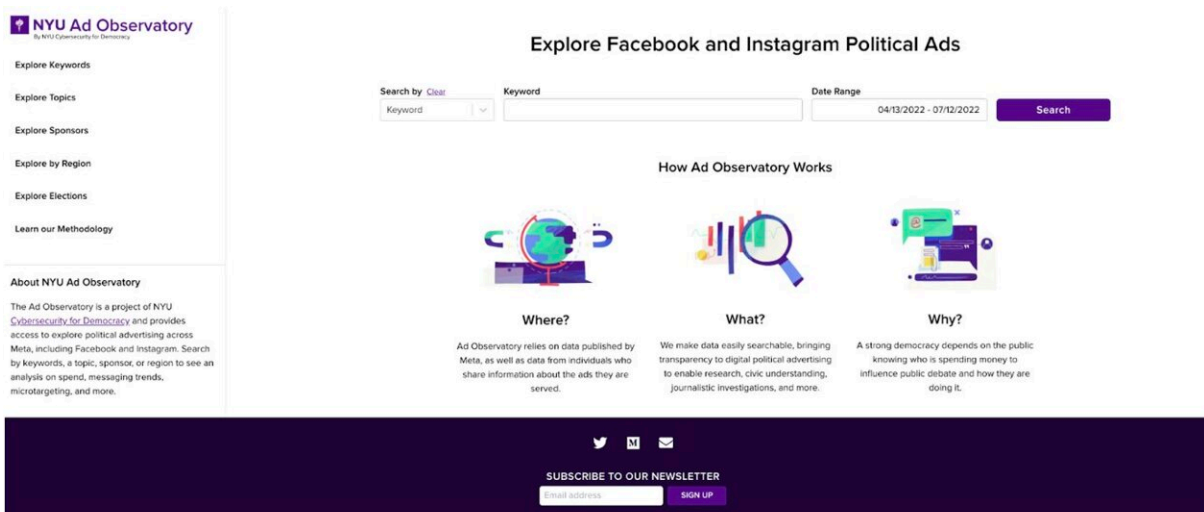 NYU Ad Observatory
By NYU Cybersecurity for Democracy
Explore Keywords
Explore Topics
Explore Sponsors
Explore by Region
Explore Elections
Learn our Methodology
About NYU Ad Observatory
The Ad Observatory is a project of NYU
Cybersecurity for Democracy and provides
access to explore political advertising across
Meta, including Facebook and Instagram. Search
by keywords, a topic, sponsor, or region to see an
analysis on spend, messaging trends,
microtargeting, and more.
Explore Facebook and Instagram Political Ads
Search by Clear
Keyword
Keyword
Date Range
04/13/2022 - 07/12/2022
Search
How Ad Observatory Works
Where?
Ad Observatory relies on data published by
Meta, as well as data from individuals who
share information about the ads they are
served.
What?
We make data easily searchable, bringing
transparency to digital political advertising
to enable research, civic understanding,
journalistic investigations, and more.
Why?
A strong democracy depends on the public
knowing who is spending money to
influence public debate and how they are
doing it.
M
SUBSCRIBE TO OUR NEWSLETTER
Email address
SIGN UP